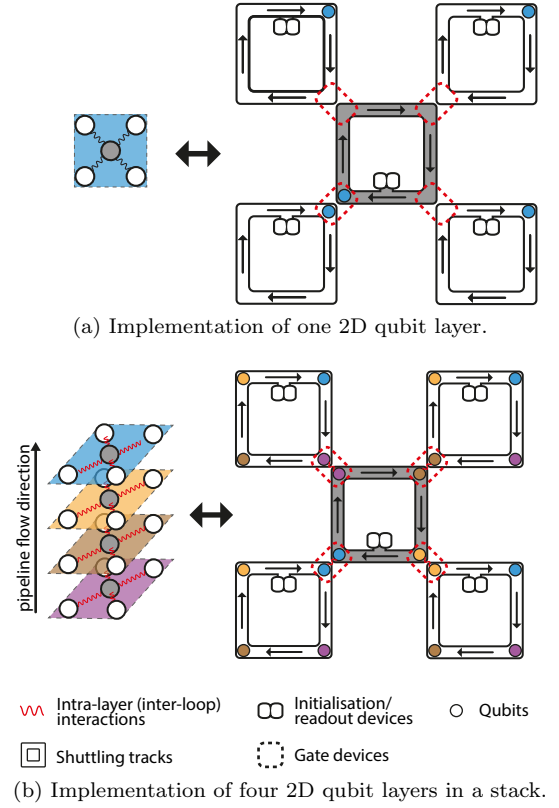 (a) Implementation of one 2D qubit layer.
pipeline flow direction
Intra-layer (inter-loop)
interactions
Initialisation/
readout devices
Qubits
Shuttling tracks
Gate devices
(b) Implementation of four 2D qubit layers in a stack.